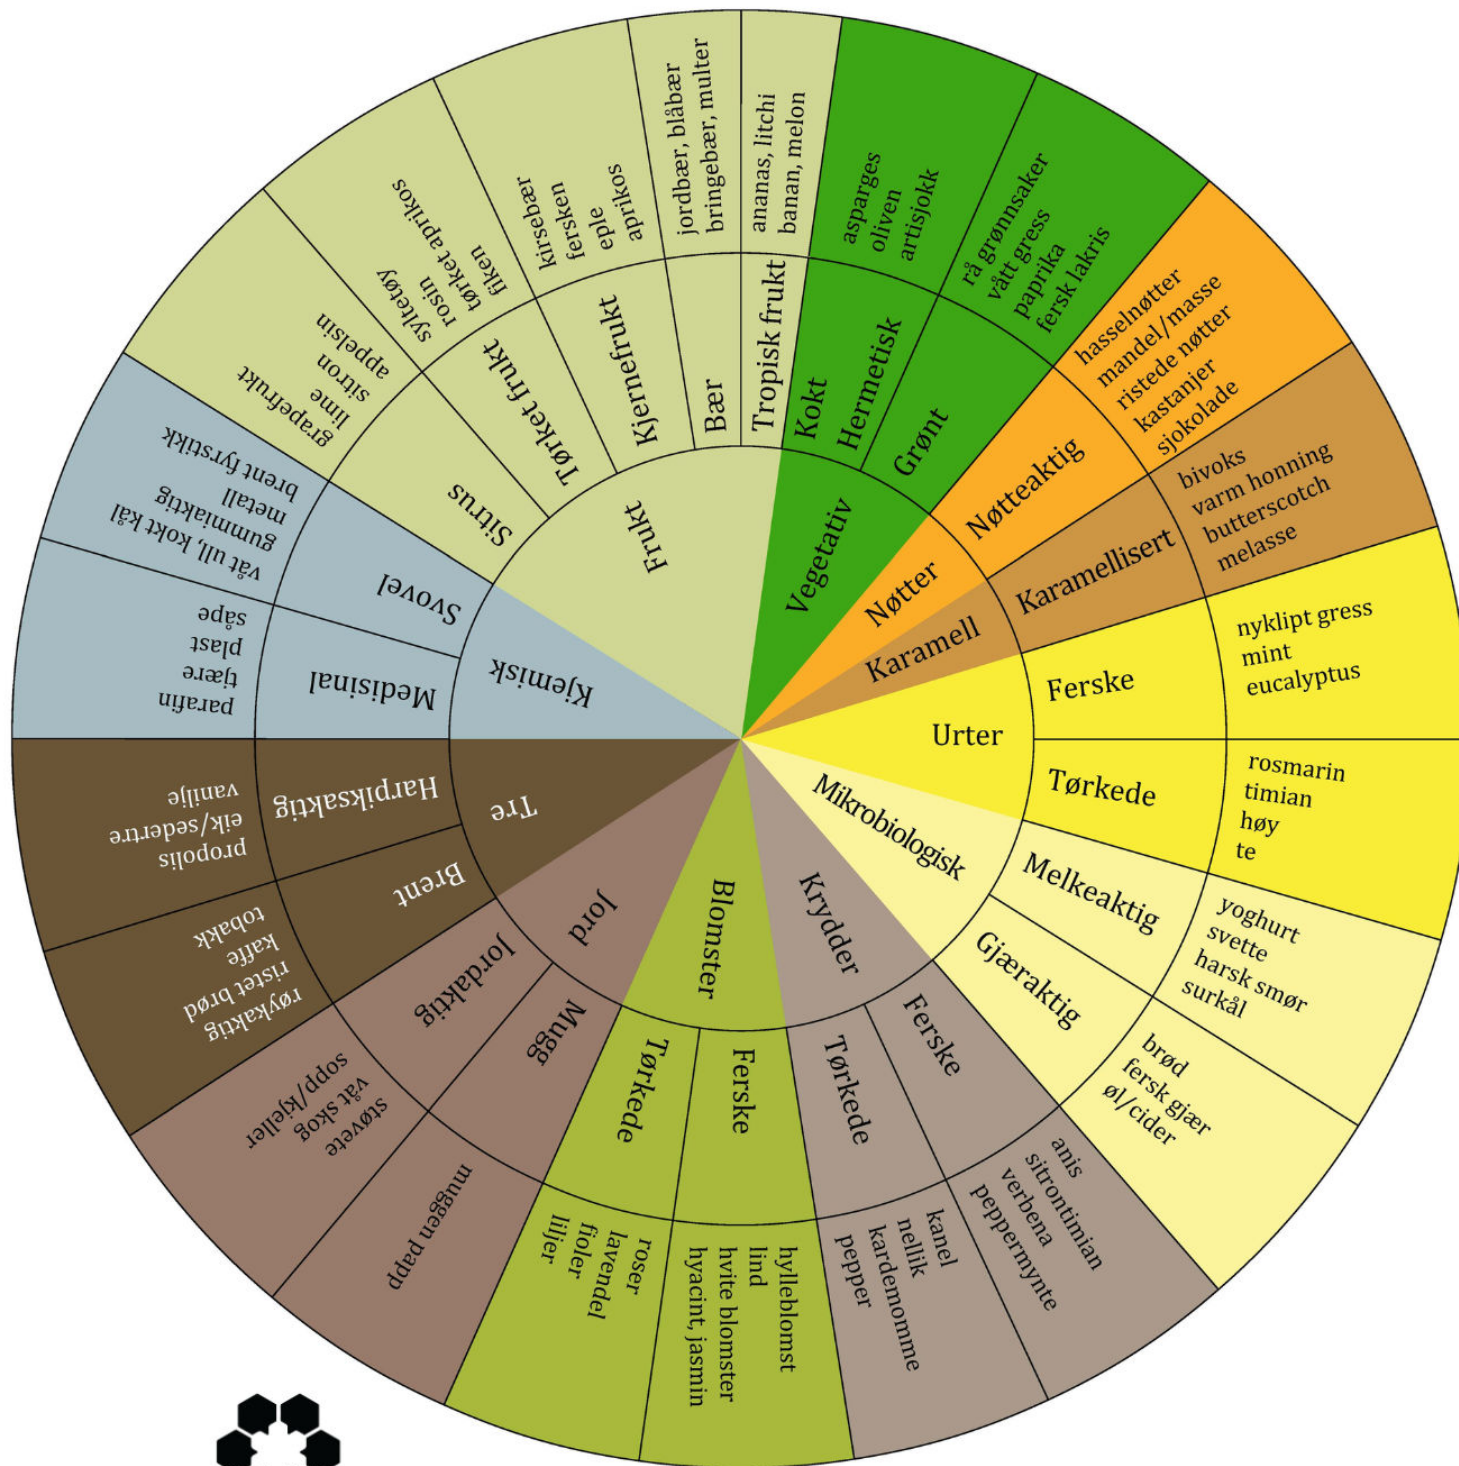 Frukt
Sitrus
grapefrukt
lime
sitron
appelsin
Tørket frukt
syltetøy
rosin
tørket aprikos
fiken
Kjernefrukt
kirsebær
fersken
eple
aprikos
Bær
jordbær, blåbær
bringebær, multer
Tropisk frukt
ananas, litchi
banan, melon
Vegetativ
Kokt
Hermetisk
asparges
oliven
artisjokk
Grønt
rå grønnsaker
vått gress
paprika
fersk lakris
Nøtter
Nøtteaktig
hasselnøtter
mandel/masse
ristede nøtter
kastanjer
sjokolade
Karamell
Karamellisert
bivoks
varm honning
butterscotch
melasse
Urter
Ferske
nyklipt gress
mint
eucalyptus
Tørkede
rosmarin
timian
høy
te
Mikrobiologisk
Melkeaktig
yoghurt
svette
harsk smør
surkål
Gjæraktig
brød
fersk gjær
øl/cider
Krydder
Ferske
anis
sitrontimian
verbena
peppermynte
Tørkede
kanel
nellik
kardemomme
pepper
Blomster
Ferske
hylleblomst
lind
hvite blomster
hyacint, jasmin
Tørkede
roser
lavendel
fioler
liljer
Jord
Mugg
muggen papp
Jordaktig
støvete
våt skog
sopp/kjeller
Tre
Brent
røykaktig
ristet brød
kaffe
tobakk
Harpiksaktig
propolis
eik/sedertre
vanilje
Kjemisk
Medisinal
parafin
tjære
plast
såpe
Svovel
våt ull, kokt kål
gummiaktig
metall
brent fyrstikk